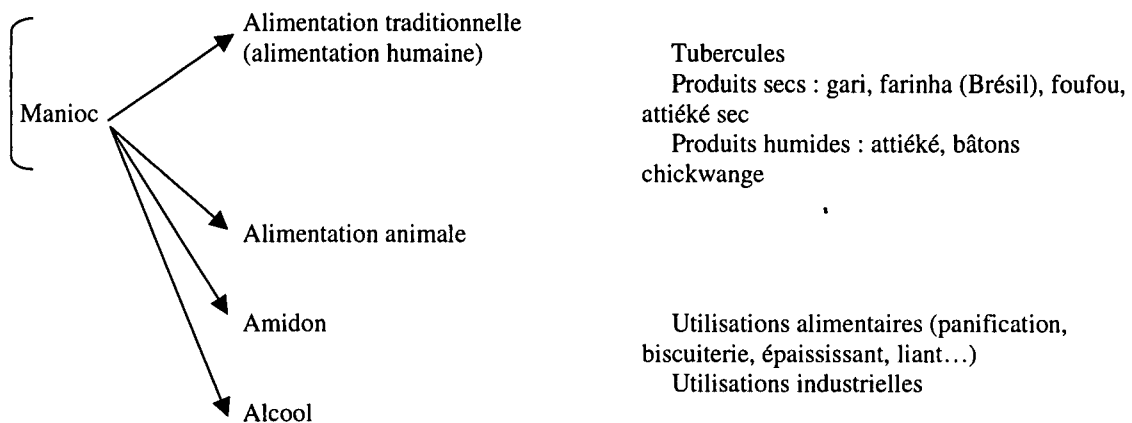 Alimentation traditionnelle
(alimentation humaine)
Tubercules
Produits secs : gari, farinha (Brésil), foufou,
attiéké sec
Produits humides : attiéké, bâtons
chickwange
Manioc
Alimentation animale
Amidon
Utilisations alimentaires (panification,
biscuiterie, épaississant, liant…)
Utilisations industrielles
Alcool